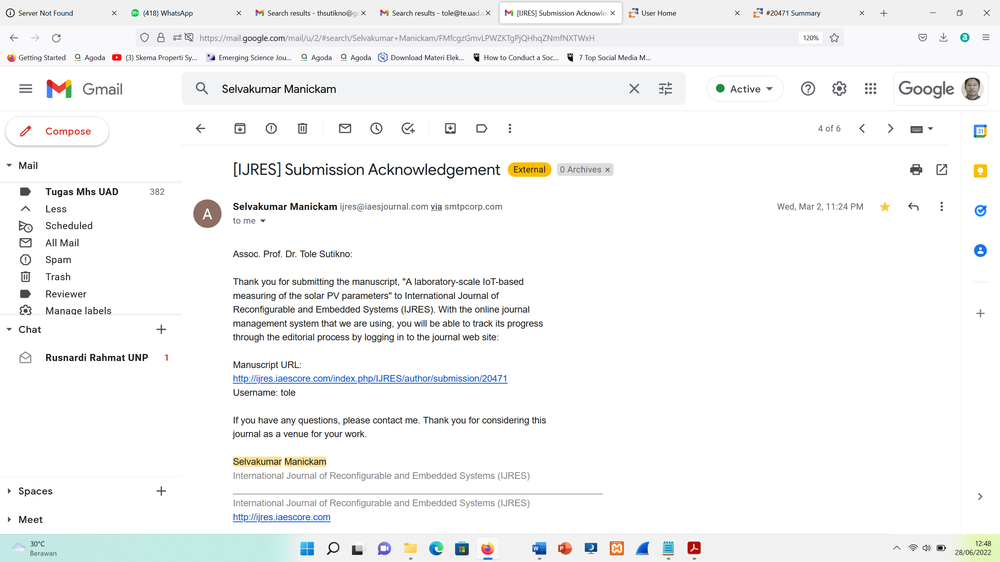 Server Not Found
(418) WhatsApp
Search results - thsutikno@gn
Search results - tole@te.uad.a
[IJRES] Submission Acknowled
User Home
#20471 Summary
https://mail.google.com/mail/u/2/#search/Selvakumar+Manickam/FMfcgzGmvLPWZKTgPjQHhqZNmfNXTWxH
120%
Getting Started
Agoda
(3) Skema Properti Sy...
Emerging Science Jou...
Agoda
Agoda
Download Materi Elek...
How to Conduct a Soc...
7 Top Social Media M...
Gmail
Selvakumar Manickam
Active
Google
Compose
4 of 6
31
Mail
[IJRES] Submission Acknowledgement
External
0 Archives ×
Tugas Mhs UAD 382
Less
Scheduled
All Mail
Spam
Trash
Reviewer
Manage labels
Chat
Rusnardi Rahmat UNP 1
Spaces
Meet
A
Selvakumar Manickam ijres@iaesjournal.com via smtpcorp.com
Wed, Mar 2, 11:24 PM
to me
Assoc. Prof. Dr. Tole Sutikno:
Thank you for submitting the manuscript, "A laboratory-scale IoT-based
measuring of the solar PV parameters" to International Journal of
Reconfigurable and Embedded Systems (IJRES). With the online journal
management system that we are using, you will be able to track its progress
through the editorial process by logging in to the journal web site:
Manuscript URL:
http://ijres.iaescore.com/index.php/IJRES/author/submission/20471
Username: tole
If you have any questions, please contact me. Thank you for considering this
journal as a venue for your work.
Selvakumar Manickam
International Journal of Reconfigurable and Embedded Systems (IJRES)
International Journal of Reconfigurable and Embedded Systems (IJRES)
http://ijres.iaescore.com
30°C
Berawan
12:48
28/06/2022